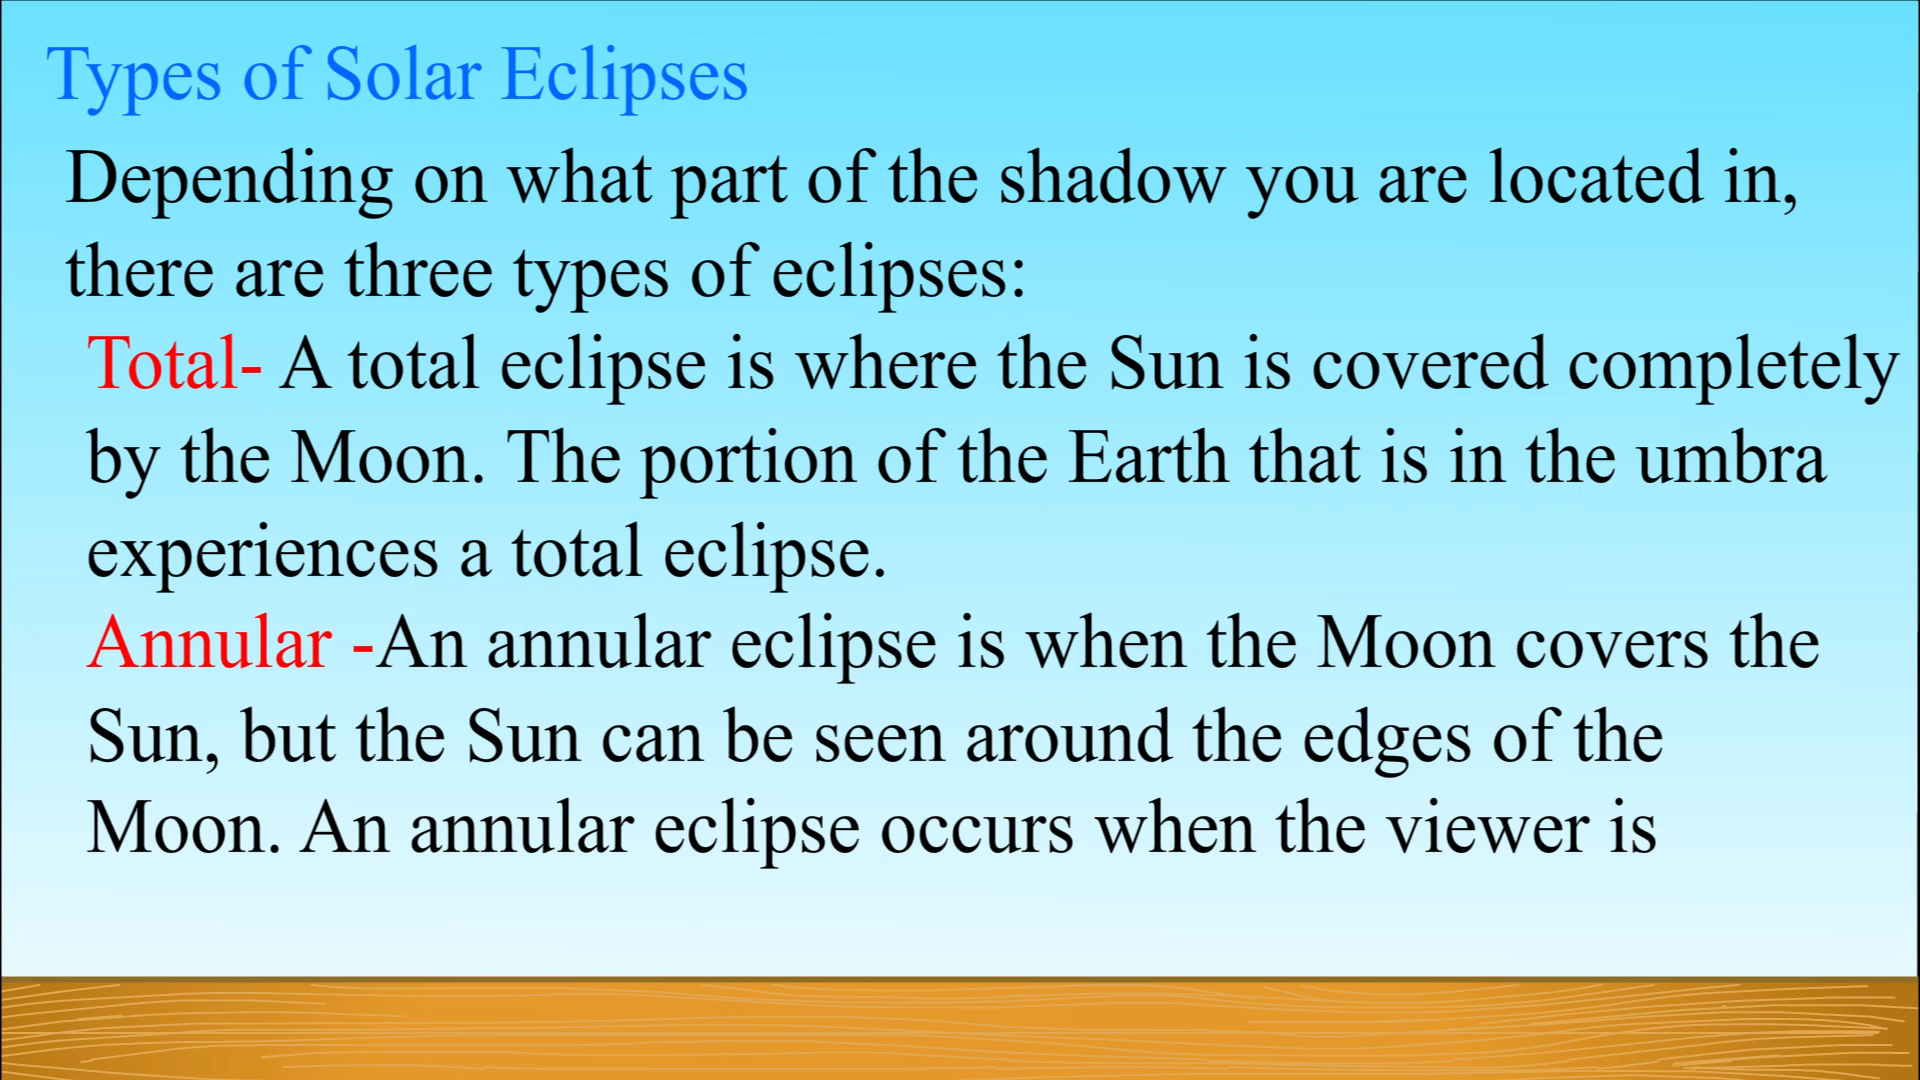 Types of Solar Eclipses
Depending on what part of the shadow you are located in,
there are three types of eclipses:
Total- A total eclipse is where the Sun is covered completely
by the Moon. The portion of the Earth that is in the umbra
experiences a total eclipse.
Annular -An annular eclipse is when the Moon covers the
Sun, but the Sun can be seen around the edges of the
Moon. An annular eclipse occurs when the viewer is